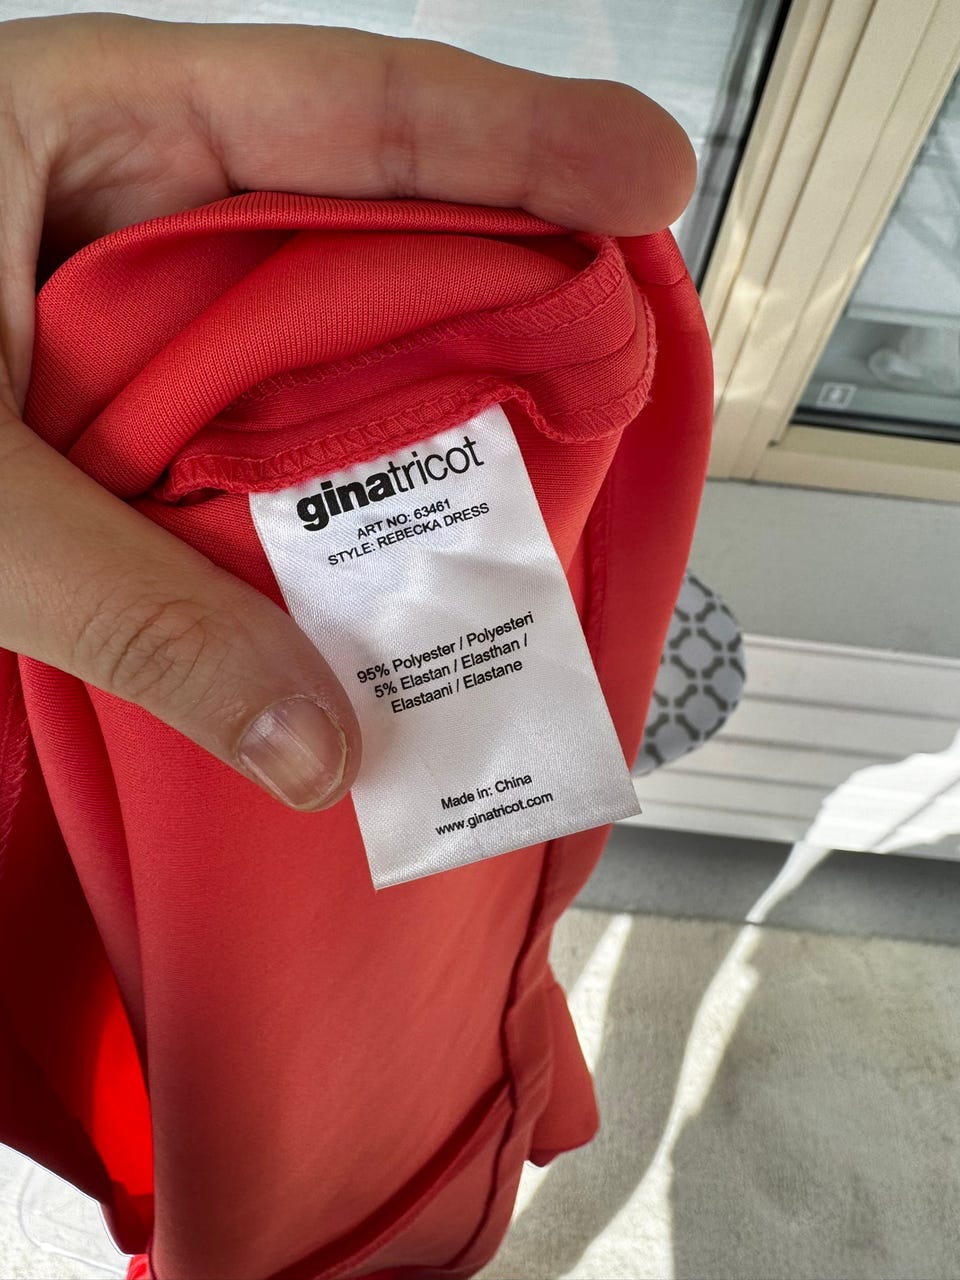 ginatricot
ART NO: 63461
STYLE: REBECKA DRESS
95% Polyester / Polyesteri
5% Elastan / Elasthan /
Elastaani / Elastane
Made in: China
www.ginatricot.com